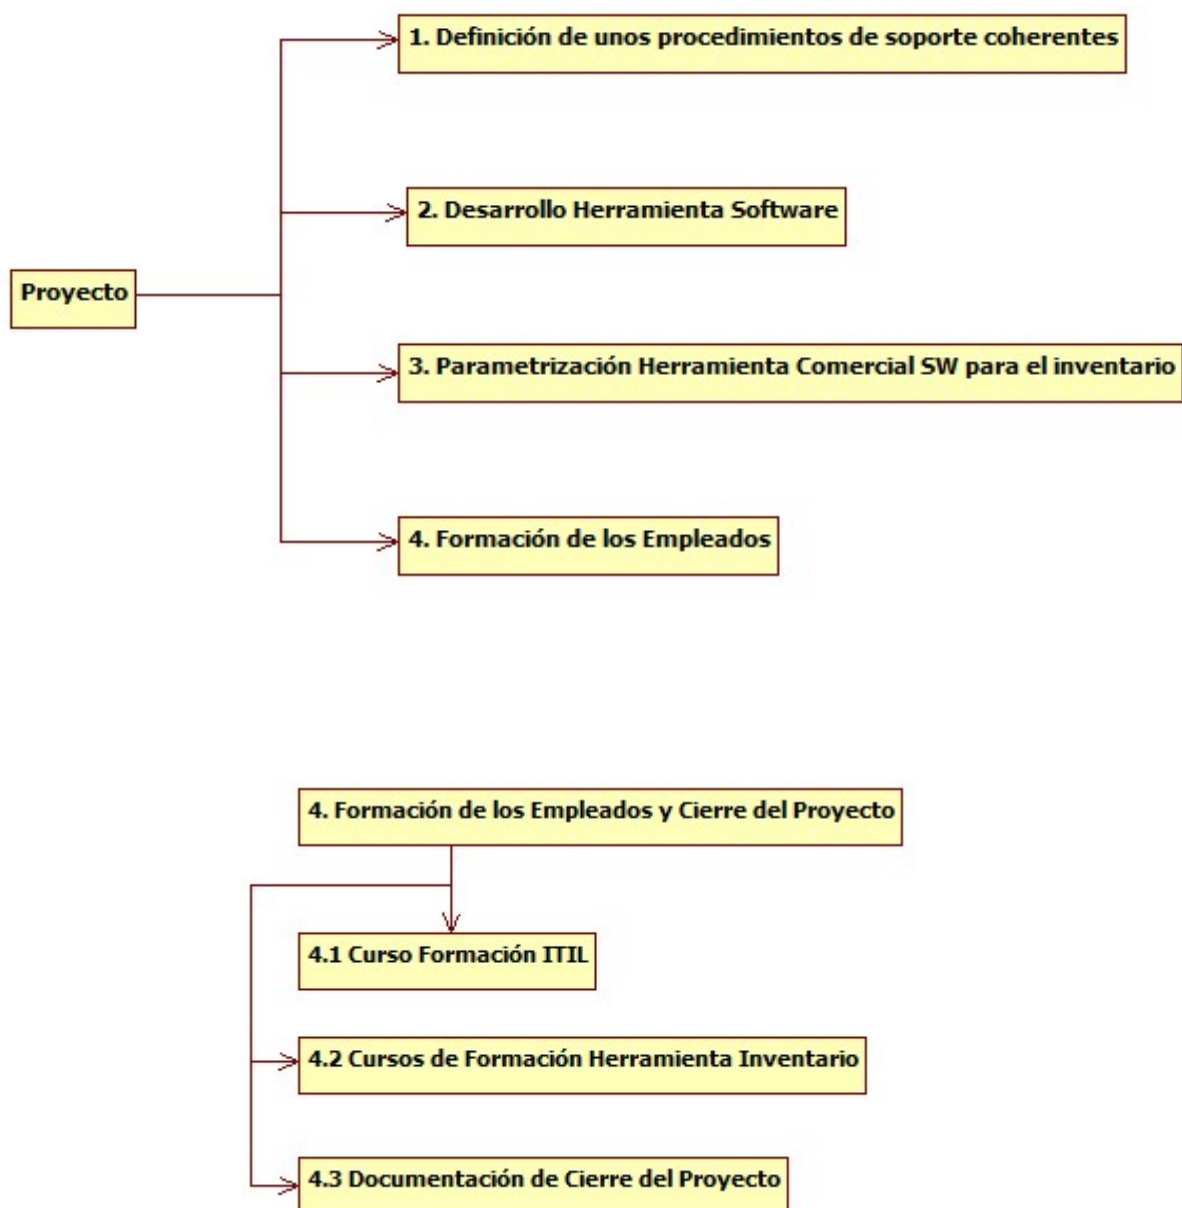 1. Definición de unos procedimientos de soporte coherentes
2. Desarrollo Herramienta Software
Proyecto
3. Parametrización Herramienta Comercial SW para el inventario
4. Formación de los Empleados
4. Formación de los Empleados y Cierre del Proyecto
4.1 Curso Formación ITIL
4.2 Cursos de Formación Herramienta Inventario
4.3 Documentación de Cierre del Proyecto